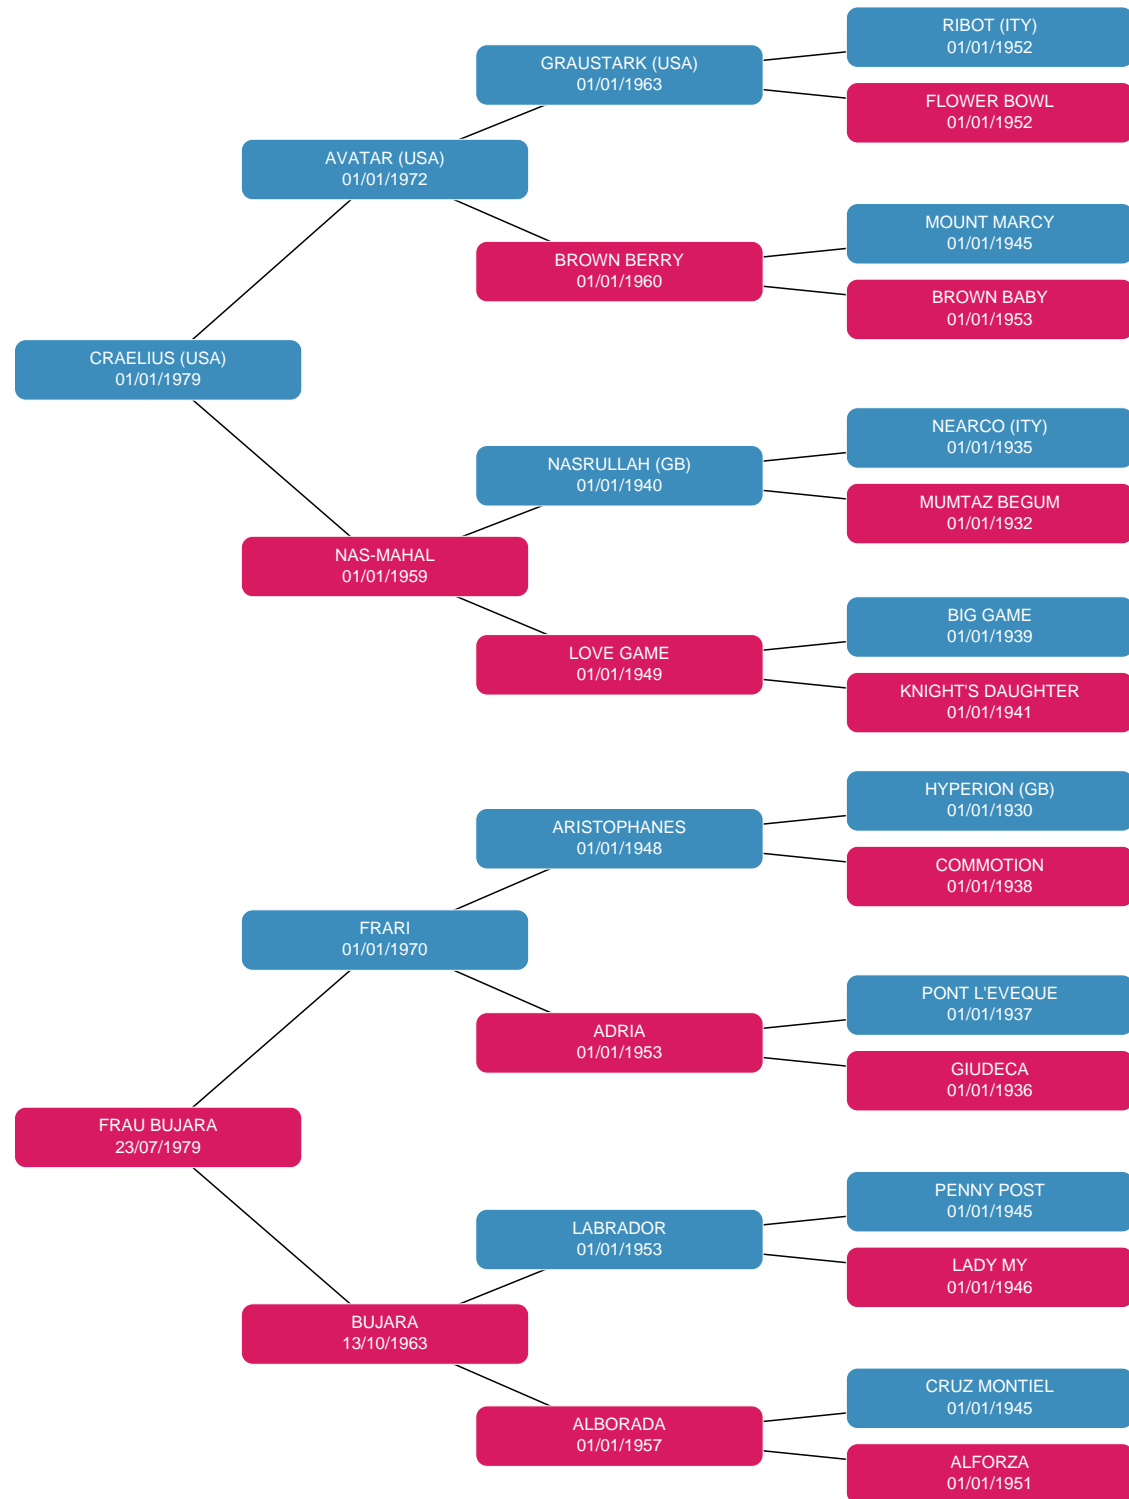 RIBOT (ITY)
01/01/1952
GRAUSTARK (USA)
01/01/1963
FLOWER BOWL
01/01/1952
AVATAR (USA)
01/01/1972
MOUNT MARCY
01/01/1945
BROWN BERRY
01/01/1960
BROWN BABY
01/01/1953
CRAELIUS (USA)
01/01/1979
NEARCO (ITY)
01/01/1935
NASRULLAH (GB)
01/01/1940
MUMTAZ BEGUM
01/01/1932
NAS-MAHAL
01/01/1959
BIG GAME
01/01/1939
LOVE GAME
01/01/1949
KNIGHT'S DAUGHTER
01/01/1941
HYPERION (GB)
01/01/1930
ARISTOPHANES
01/01/1948
COMMOTION
01/01/1938
FRARI
01/01/1970
PONT L'EVEQUE
01/01/1937
ADRIA
01/01/1953
GIUDECA
01/01/1936
FRAU BUJARA
23/07/1979
PENNY POST
01/01/1945
LABRADOR
01/01/1953
LADY MY
01/01/1946
BUJARA
13/10/1963
CRUZ MONTIEL
01/01/1945
ALBORADA
01/01/1957
ALFORZA
01/01/1951